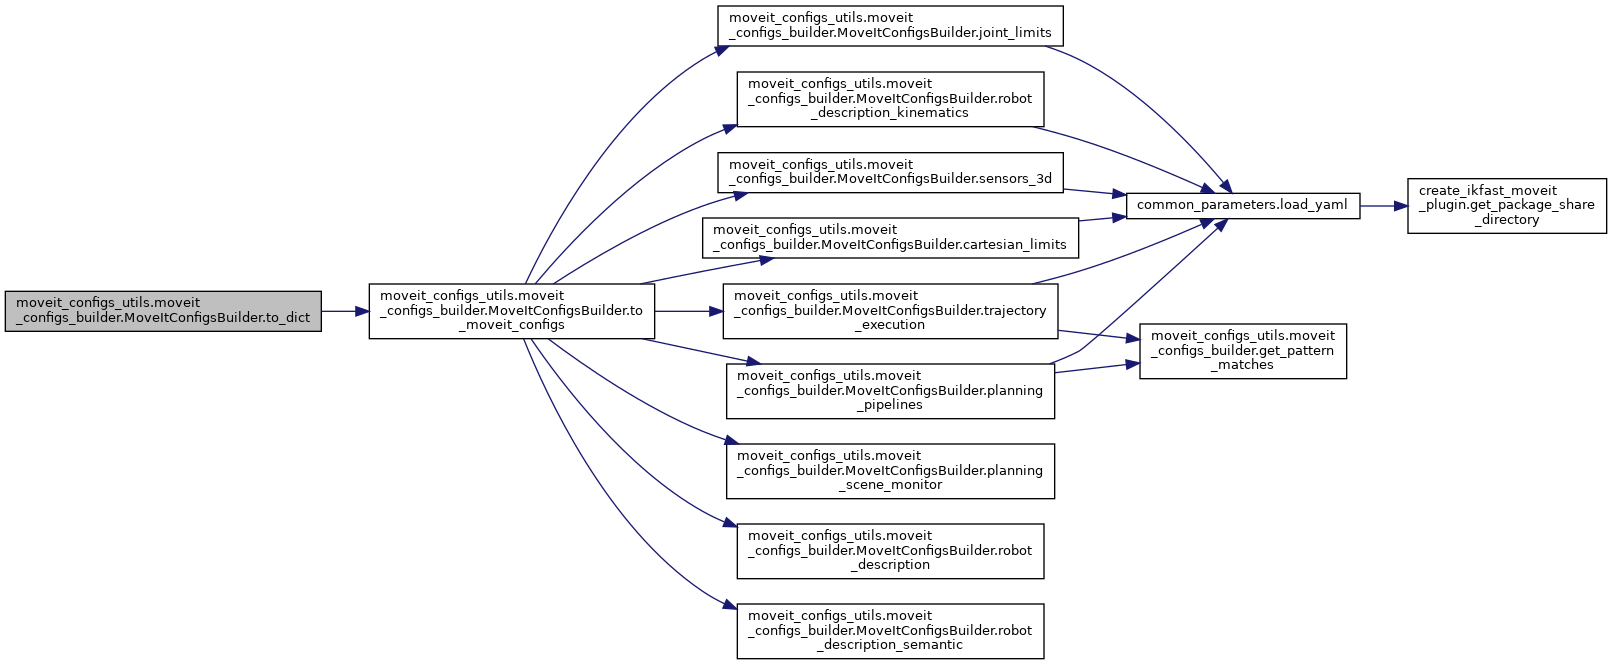 moveit_configs_utils.moveit
_configs_builder.MoveItConfigsBuilder.to_dict
moveit_configs_utils.moveit
_configs_builder.MoveItConfigsBuilder.to
_moveit_configs
moveit_configs_utils.moveit
_configs_builder.MoveItConfigsBuilder.joint_limits
moveit_configs_utils.moveit
_configs_builder.MoveItConfigsBuilder.robot
_description_kinematics
moveit_configs_utils.moveit
_configs_builder.MoveItConfigsBuilder.sensors_3d
moveit_configs_utils.moveit
_configs_builder.MoveItConfigsBuilder.cartesian_limits
moveit_configs_utils.moveit
_configs_builder.MoveItConfigsBuilder.trajectory
_execution
moveit_configs_utils.moveit
_configs_builder.MoveItConfigsBuilder.planning
_pipelines
moveit_configs_utils.moveit
_configs_builder.MoveItConfigsBuilder.planning
_scene_monitor
moveit_configs_utils.moveit
_configs_builder.MoveItConfigsBuilder.robot
_description
moveit_configs_utils.moveit
_configs_builder.MoveItConfigsBuilder.robot
_description_semantic
common_parameters.load_yaml
moveit_configs_utils.moveit
_configs_builder.get_pattern
_matches
create_ikfast_moveit
_plugin.get_package_share
_directory